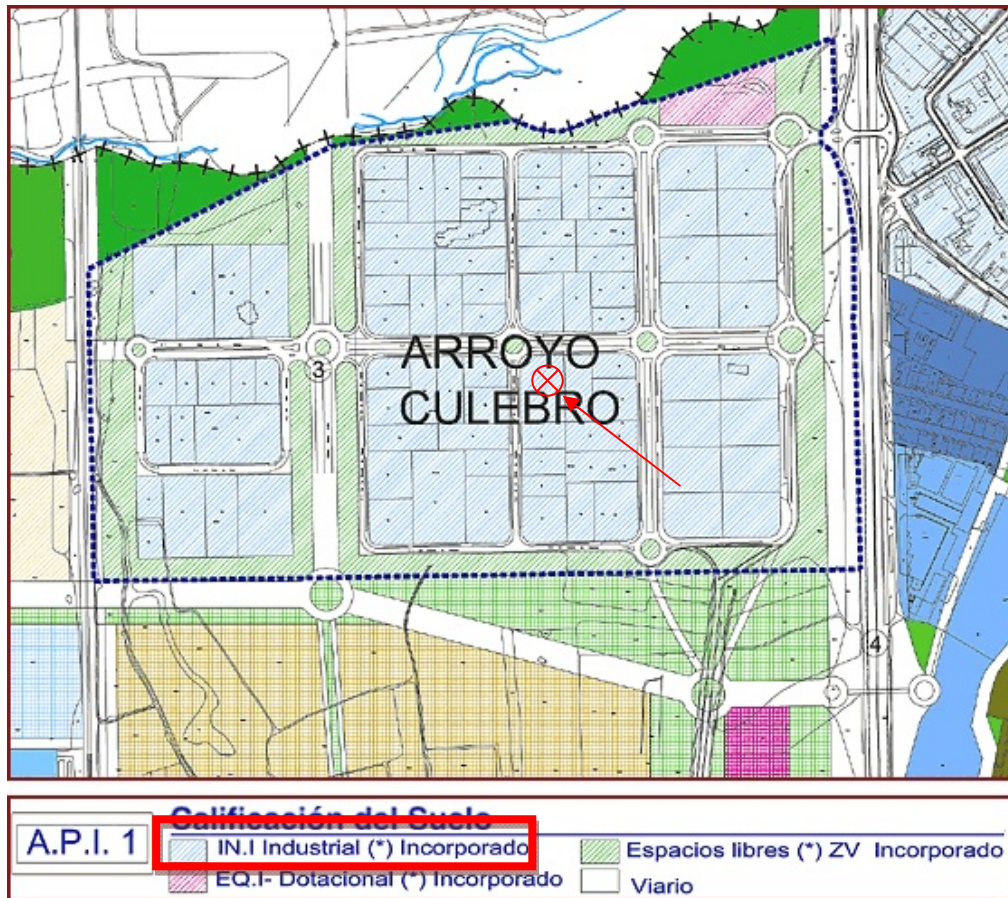 ARROYO
CULEBRO
3
4
A.P.I. 1
Calificación del Suelo
IN.I Industrial (*) Incorporado
Espacios libres (*) ZV Incorporado
EQ.I- Dotacional (*) Incorporado
Viario